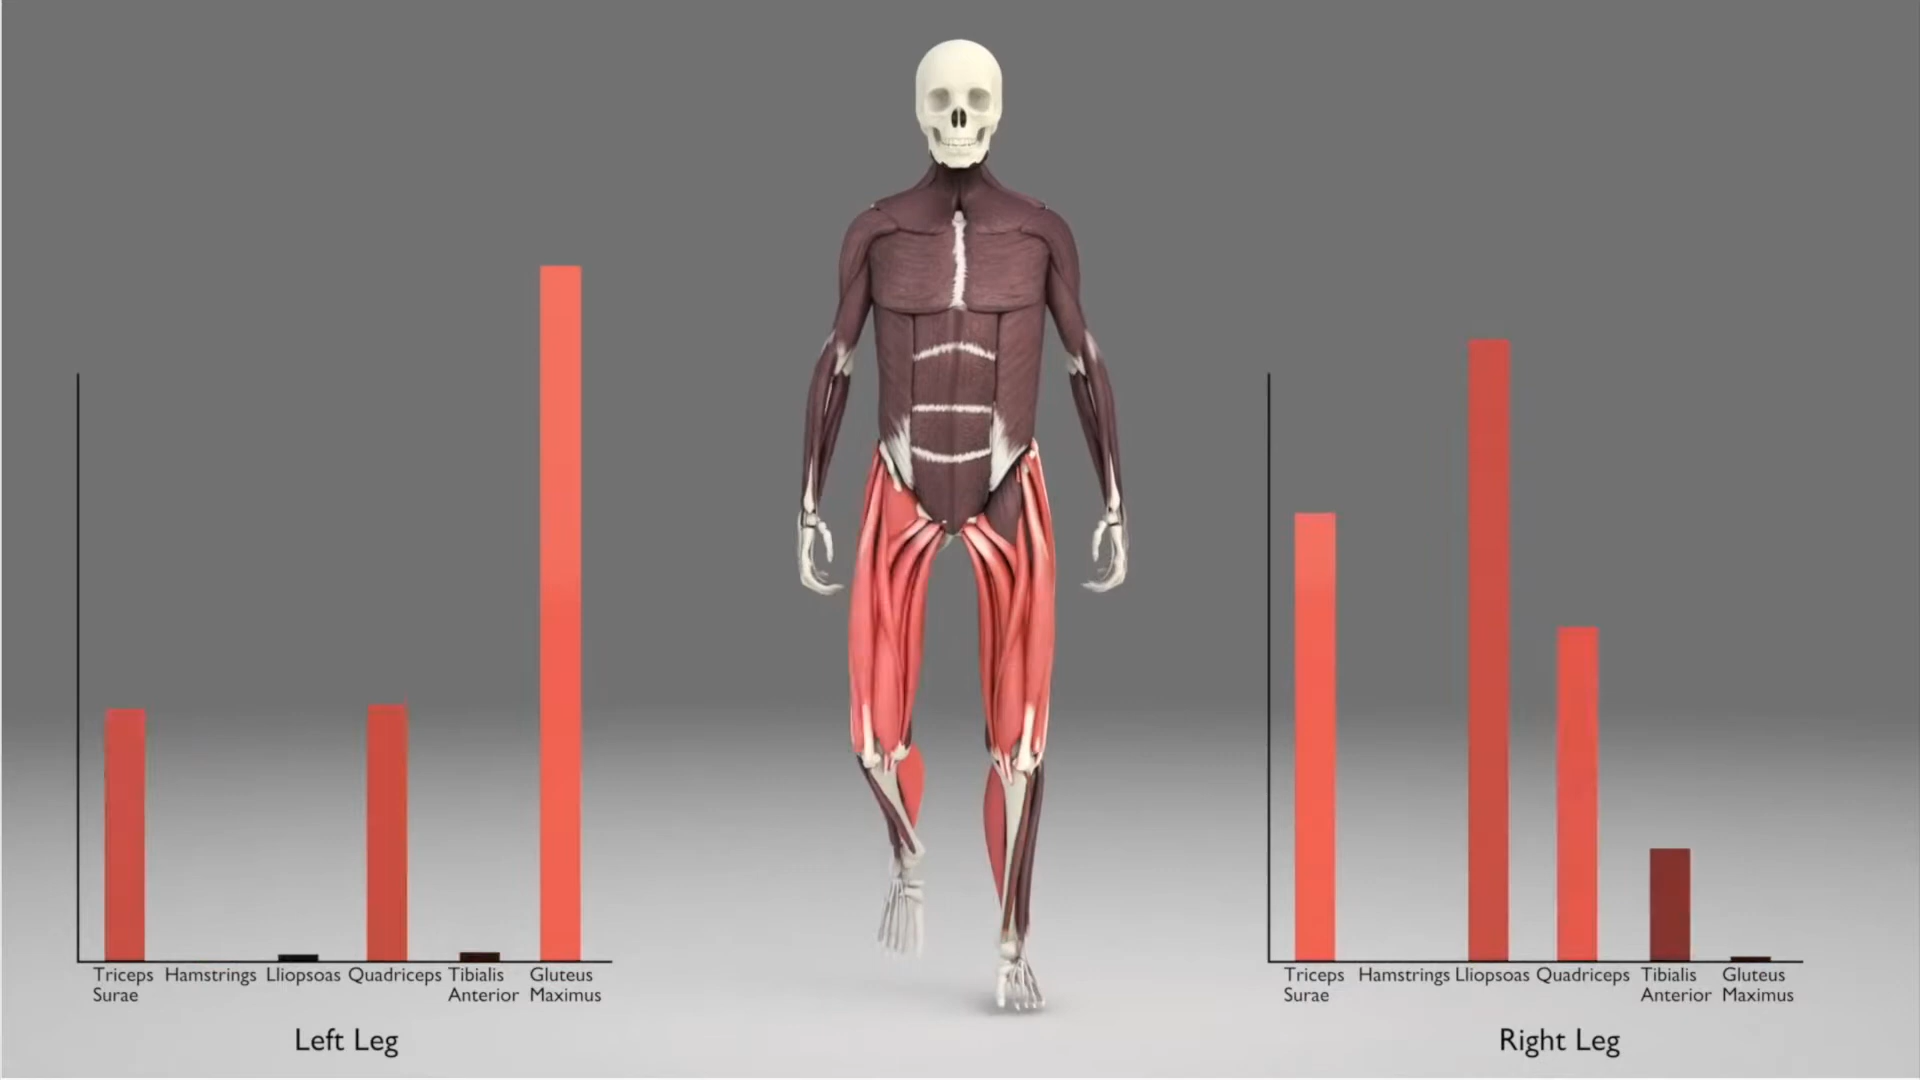 Triceps Surae
Hamstrings
Lliopsoas
Quadriceps
Tibialis Anterior
Gluteus Maximus
Left Leg
Triceps Surae
Hamstrings
Lliopsoas
Quadriceps
Tibialis Anterior
Gluteus Maximus
Right Leg